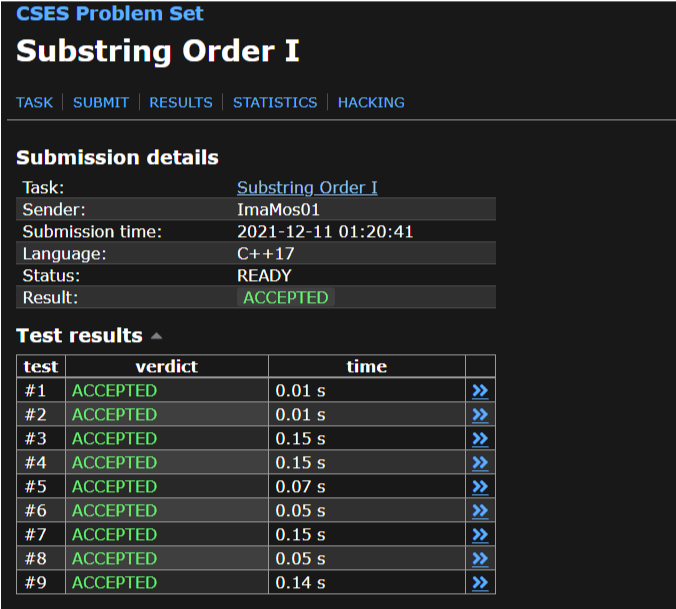 CSES Problem Set
Substring Order I
TASK | SUBMIT | RESULTS | STATISTICS | HACKING
Submission details
Task: Substring Order I
Sender: ImaMos01
Submission time: 2021-12-11 01:20:41
Language: C++17
Status: READY
Result: ACCEPTED
Test results
test verdict time
#1 ACCEPTED 0.01 s »
#2 ACCEPTED 0.01 s »
#3 ACCEPTED 0.15 s »
#4 ACCEPTED 0.15 s »
#5 ACCEPTED 0.07 s »
#6 ACCEPTED 0.05 s »
#7 ACCEPTED 0.15 s »
#8 ACCEPTED 0.05 s »
#9 ACCEPTED 0.14 s »